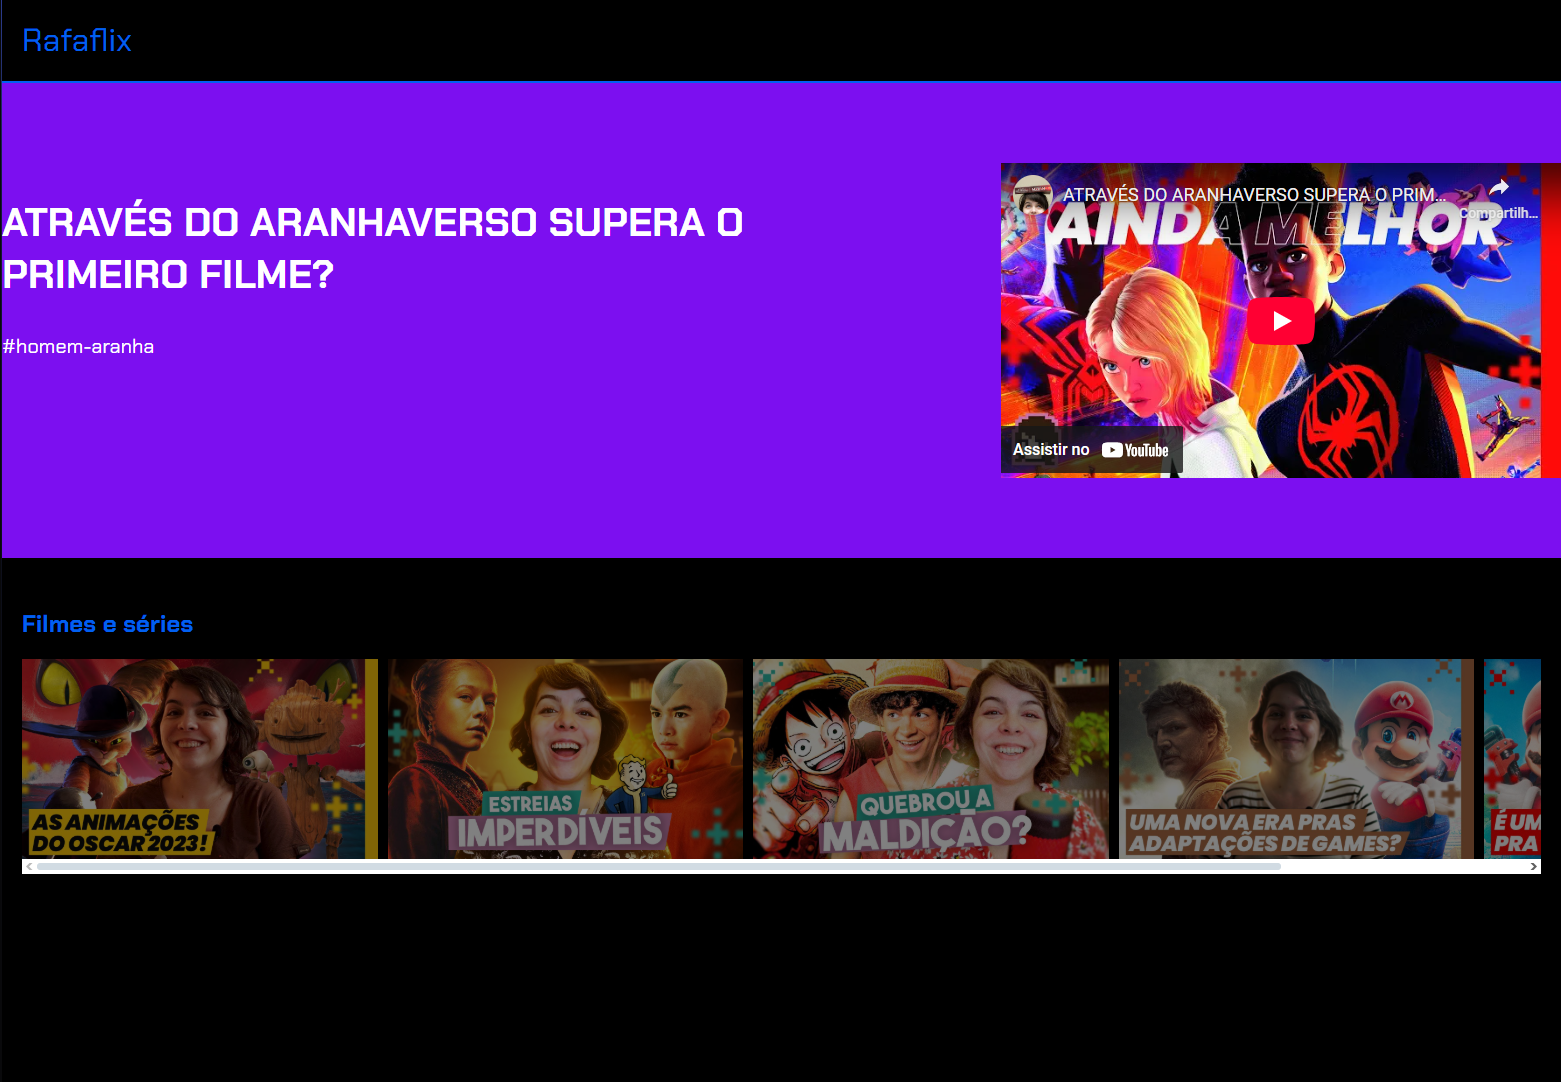 Rafaflix
ATRAVÉS DO ARANHAVERSO SUPERA O
PRIMEIRO FILME?
#homem-aranha
ATRAVÉS DO ARANHAVERSO SUPERA O PRIM...
Compartilh...
AINDA MELHOR
Assistir no YouTube
Filmes e séries
AS ANIMAÇÕES
DO OSCAR 2023!
ESTREIAS
IMPERDÍVEIS
QUEBROU A
MALDIÇÃO?
UMA NOVA ERA PRAS
ADAPTAÇÕES DE GAMES?
É UM
PRA